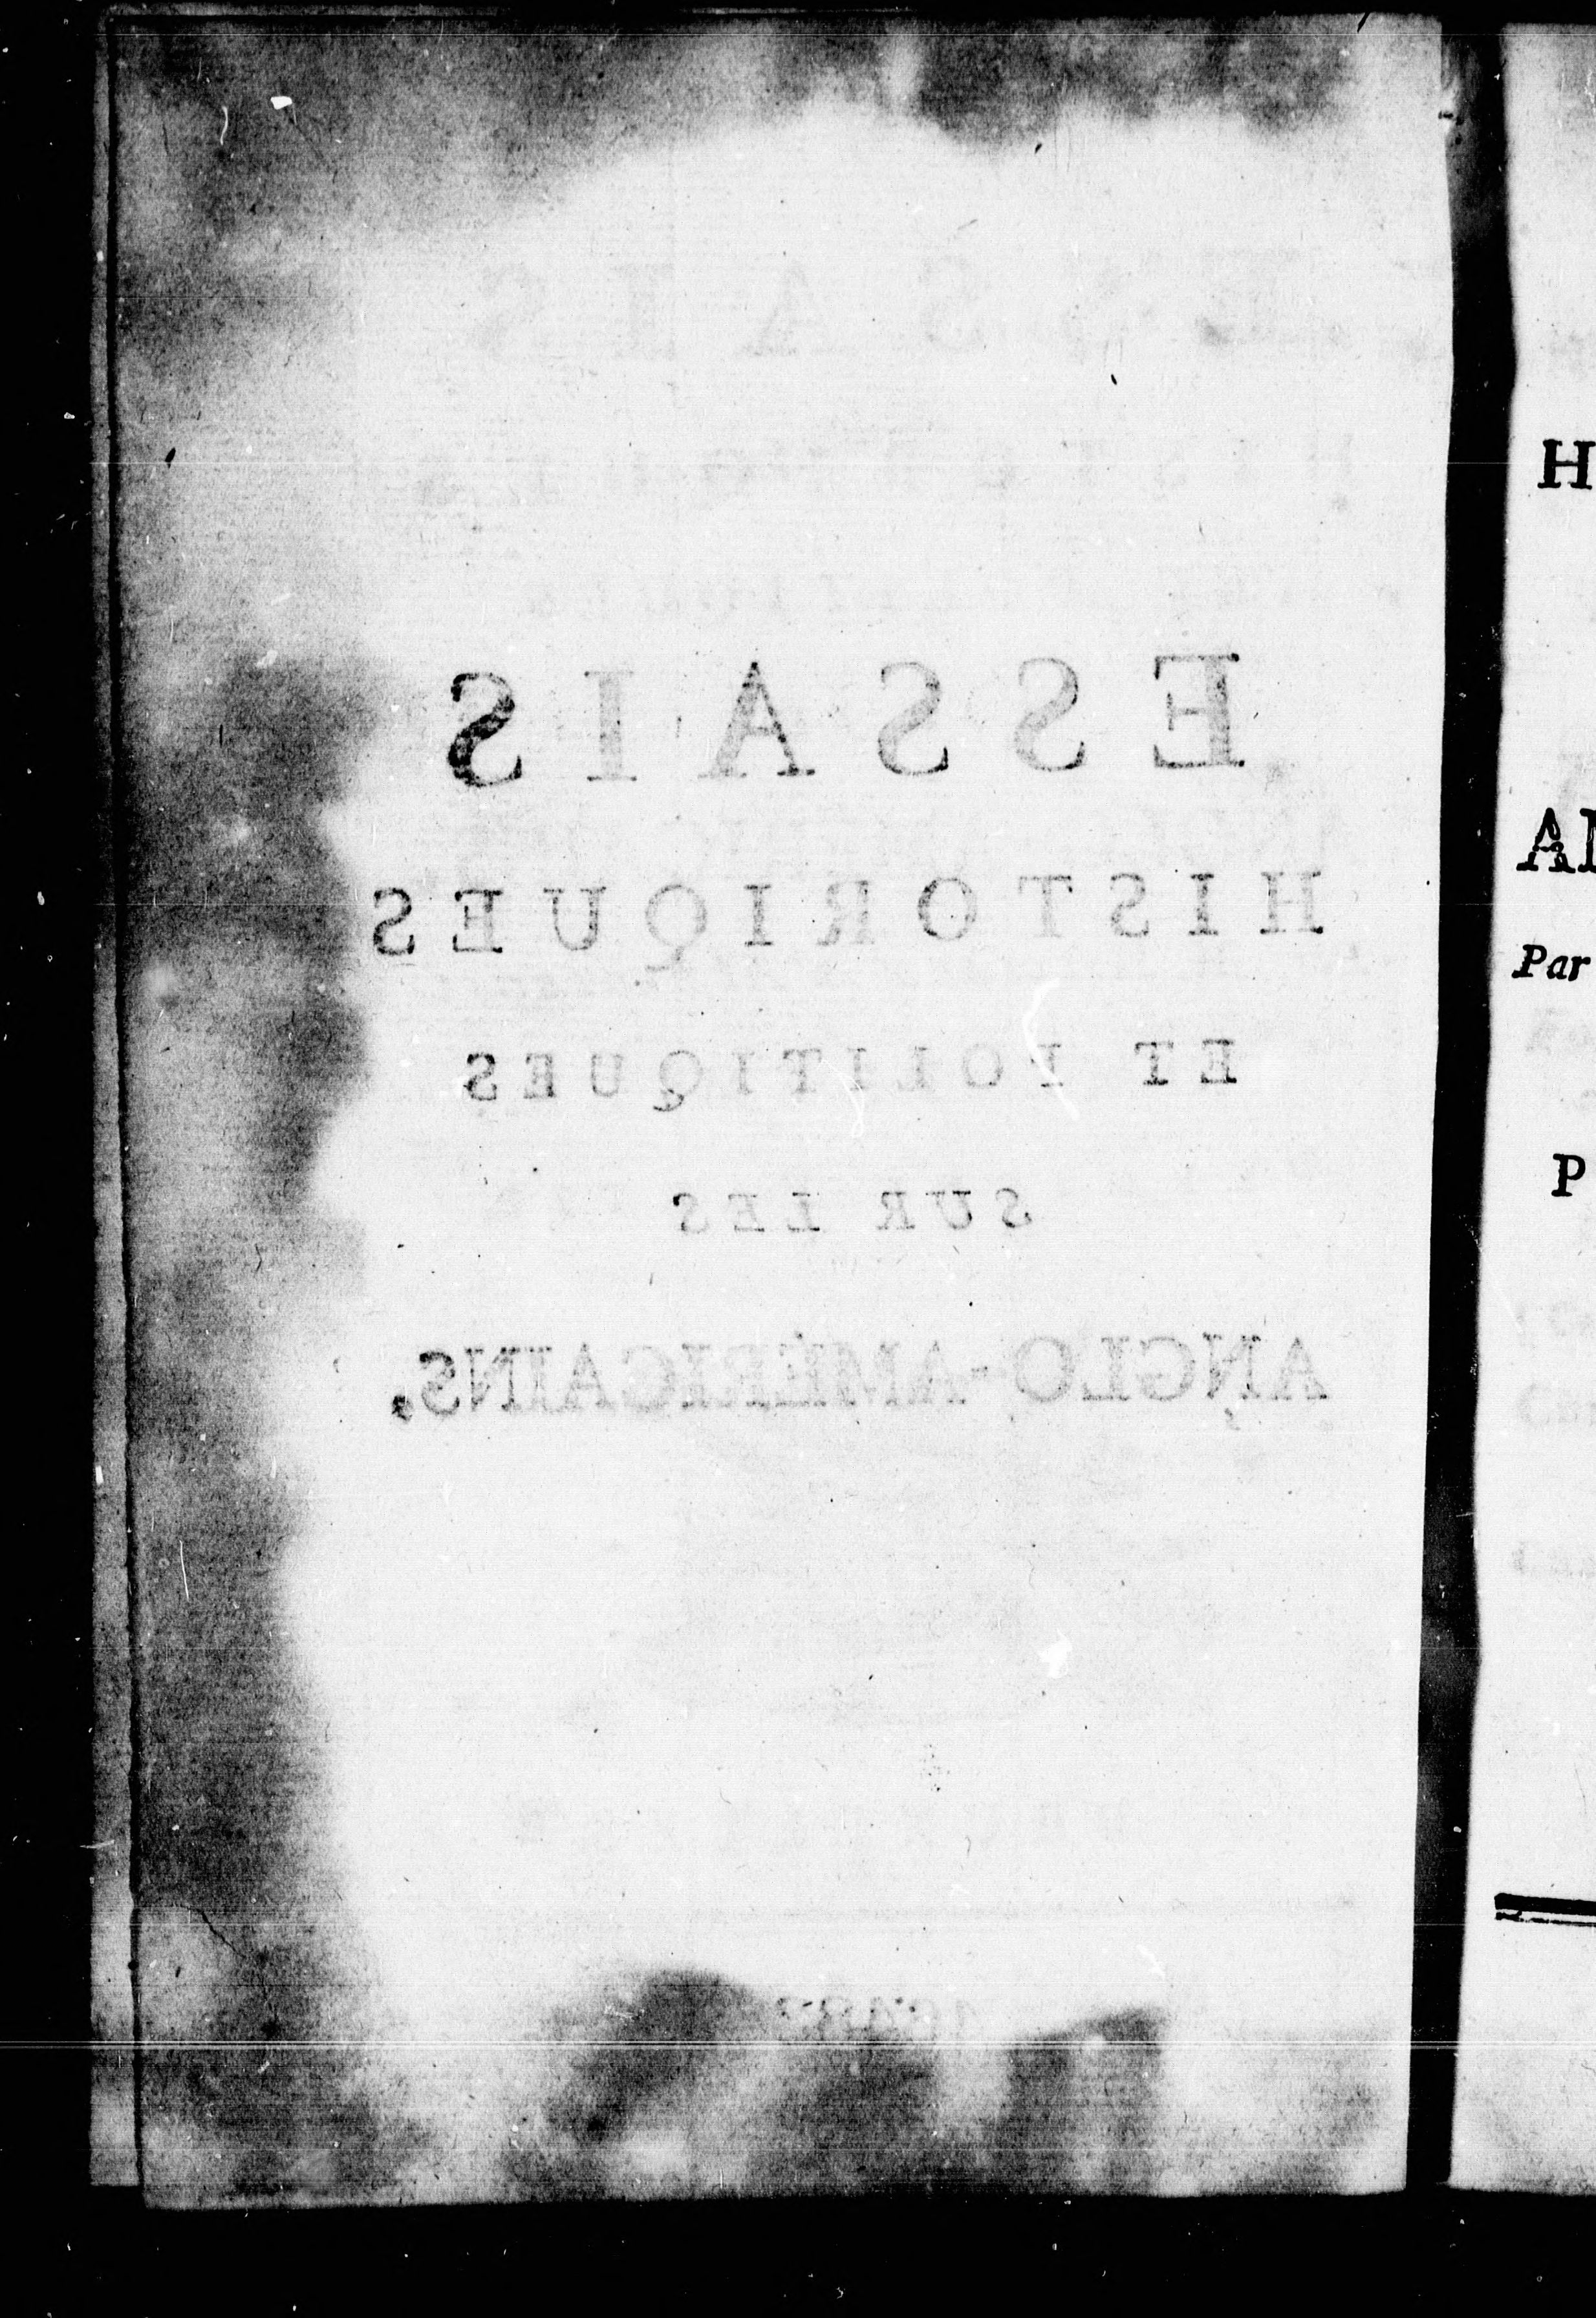 ESSAIS
HISTORIQUES
ET POLITIQUES
SUR LES
ANGLO-AMÉRICAINS.
H
Par
P